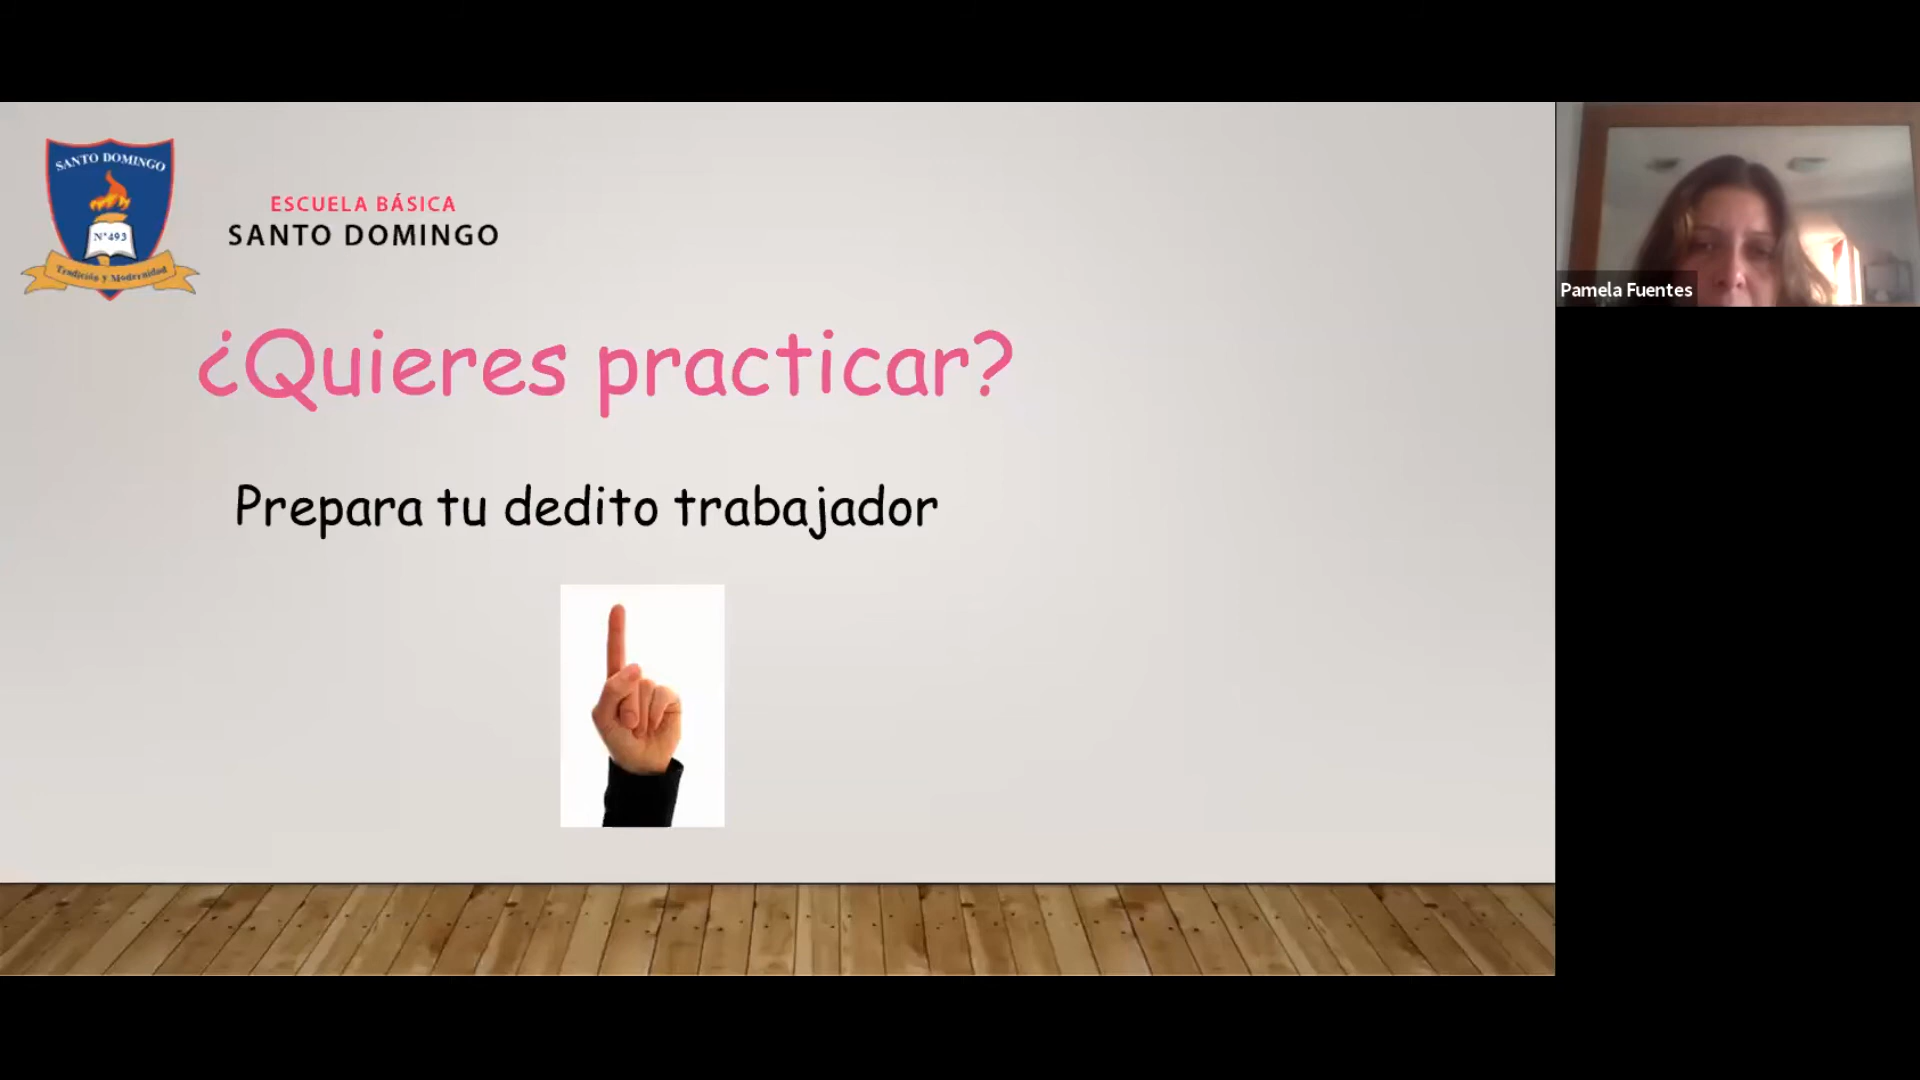 SANTO DOMINGO
N°493
Tradición y Modernidad
ESCUELA BÁSICA
SANTO DOMINGO
¿Quieres practicar?
Prepara tu dedito trabajador
Pamela Fuentes